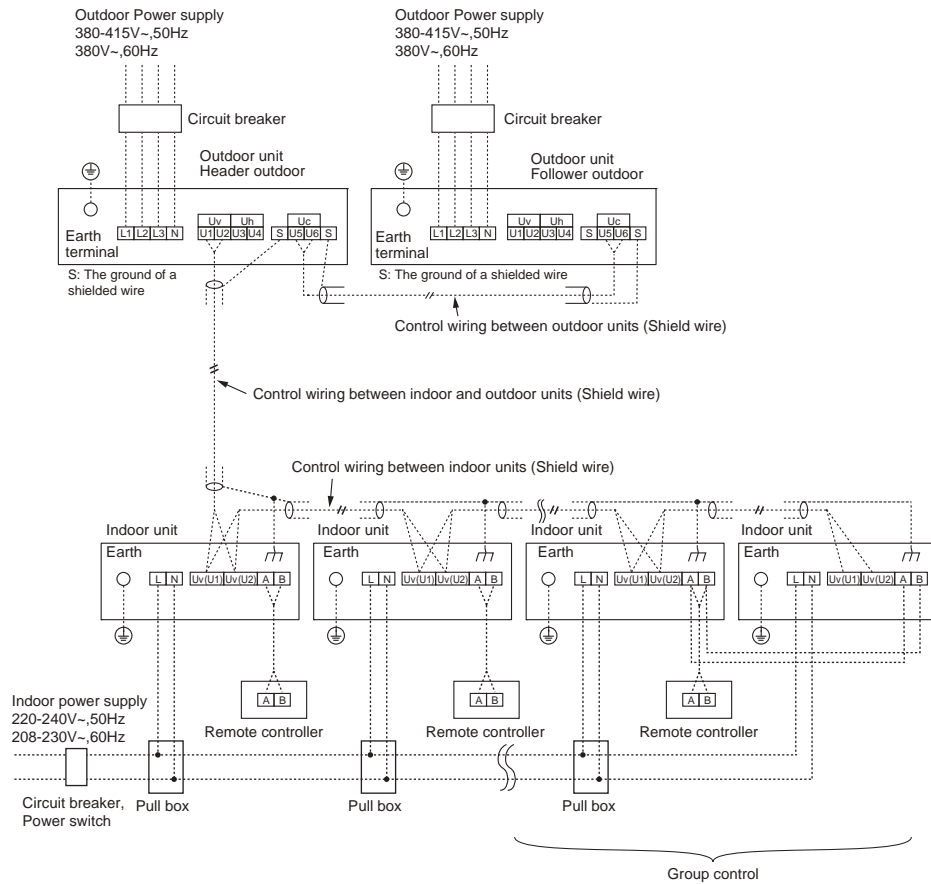 Outdoor Power supply
380-415V~,50Hz
380V~,60Hz
Outdoor Power supply
380-415V~,50Hz
380V~,60Hz
Circuit breaker
Circuit breaker
Outdoor unit
Header outdoor
Outdoor unit
Follower outdoor
Earth
terminal
L1 L2 L3 N
Uv Uh
U1 U2 U3 U4
Uc
S U5 U6 S
Earth
terminal
L1 L2 L3 N
Uv Uh
U1 U2 U3 U4
Uc
S U5 U6 S
S: The ground of a
shielded wire
S: The ground of a shielded wire
Control wiring between outdoor units (Shield wire)
Control wiring between indoor and outdoor units (Shield wire)
Control wiring between indoor units (Shield wire)
Indoor unit
Indoor unit
Indoor unit
Indoor unit
Earth
L N Uv(U1) Uv(U2) A B
Earth
L N Uv(U1) Uv(U2) A B
Earth
L N Uv(U1) Uv(U2) A B
Earth
L N Uv(U1) Uv(U2) A B
A B
Remote controller
A B
Remote controller
A B
Remote controller
Indoor power supply
220-240V~,50Hz
208-230V~,60Hz
Circuit breaker,
Power switch
Pull box
Pull box
Pull box
Group control